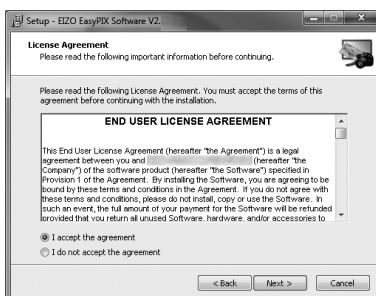 Setup - EIZO EasyPIX Software V2.
License Agreement
Please read the following important information before continuing.
Please read the following License Agreement. You must accept the terms of this
agreement before continuing with the installation.
END USER LICENSE AGREEMENT
This End User License Agreement (hereafter "the Agreement") is a legal
agreement between you and (hereafter "the
Company") of the software product (hereafter "the Software") specified in
Provision 1 of the Agreement. By installing the Software, you are agreeing to be
bound by these terms and conditions in the Agreement. If you do not agree with
these terms and conditions, please do not install, copy or use the Software. In
such an event, the full amount of your payment for the Software will be refunded
provided that you return all unused Software, hardware, and/or accessories to
I accept the agreement
I do not accept the agreement
< Back
Next >
Cancel